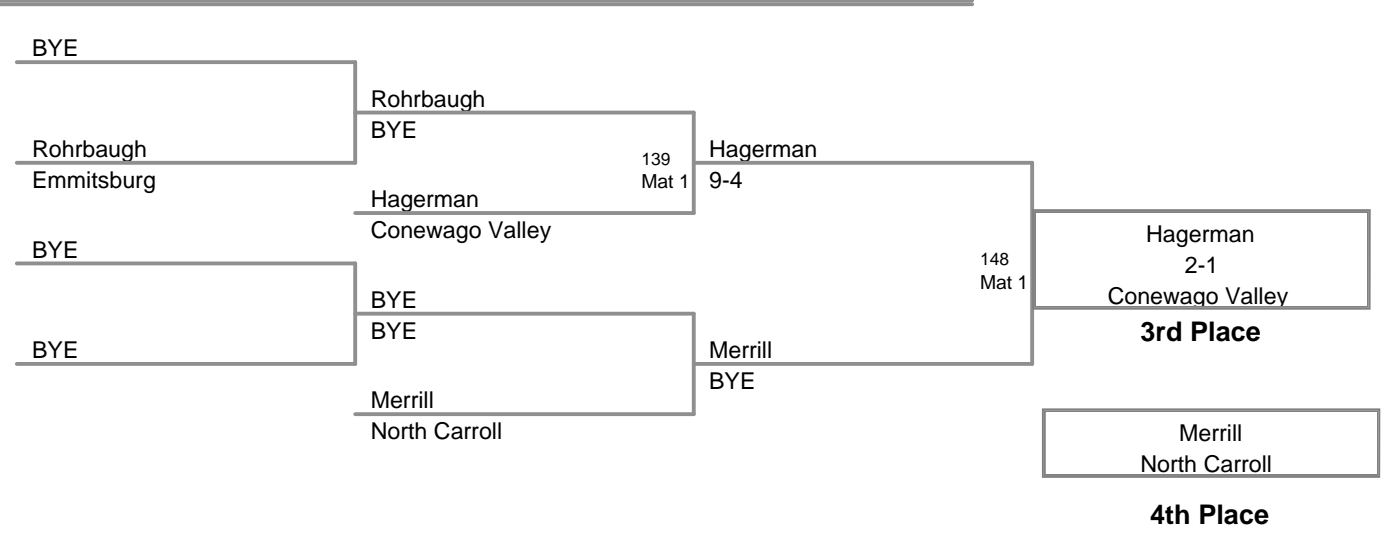 BYE
Rohrbaugh
BYE
Rohrbaugh
Emmitsburg
139
Mat 1
Hagerman
9-4
Hagerman
Conewago Valley
BYE
BYE
BYE
BYE
Merrill
BYE
Merrill
North Carroll
148
Mat 1
Hagerman
2-1
Conewago Valley
3rd Place
Merrill
North Carroll
4th Place